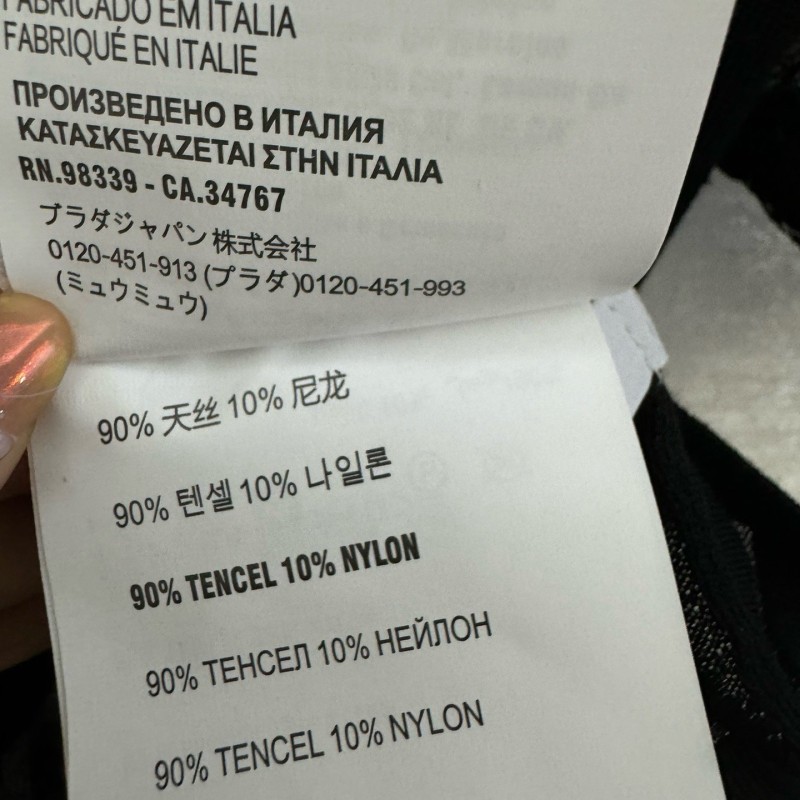 FABRICADO EM ITALIA
FABRIQUÉ EN ITALIE
ПРОИЗВЕДЕНО В ИТАЛИЯ
ΚΑΤΑΣΚΕΥΑΖΕΤΑΙ ΣΤΗΝ ΙΤΑΛΙΑ
RN.98339 - CA.34767
プラダジャパン株式会社
0120-451-913 (プラダ)0120-451-993
(ミュウミュウ)
90% 天丝 10% 尼龙
90% 텐셀 10% 나일론
90% TENCEL 10% NYLON
90% ТЕНСЕЛ 10% НЕЙЛОН
90% TENCEL 10% NYLON